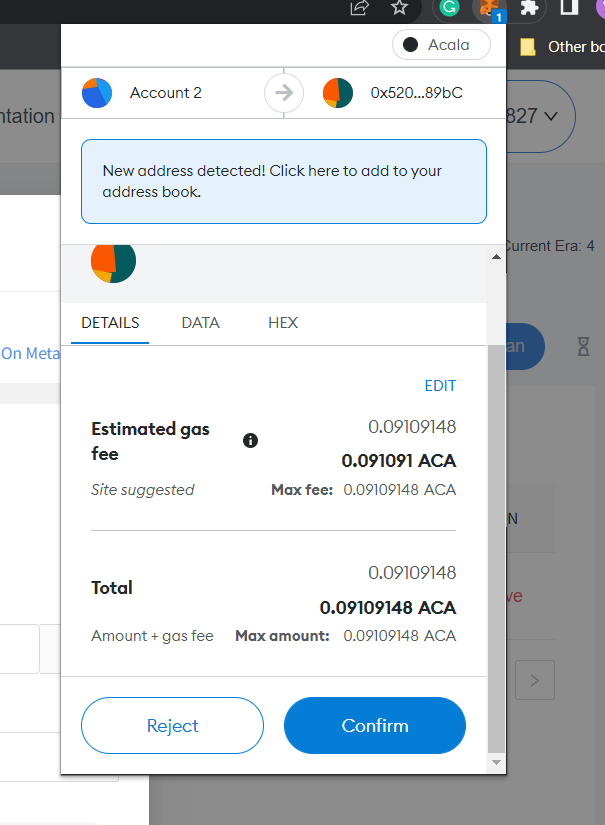 1
Acala
Other bo
ntation
827
Account 2
0x520...89bC
New address detected! Click here to add to your
address book.
Current Era: 4
DETAILS
DATA
HEX
On Meta
an
EDIT
Estimated gas
fee
0.09109148
0.091091 ACA
Site suggested
Max fee: 0.09109148 ACA
N
Total
0.09109148
ve
0.09109148 ACA
Amount + gas fee
Max amount: 0.09109148 ACA
Reject
Confirm